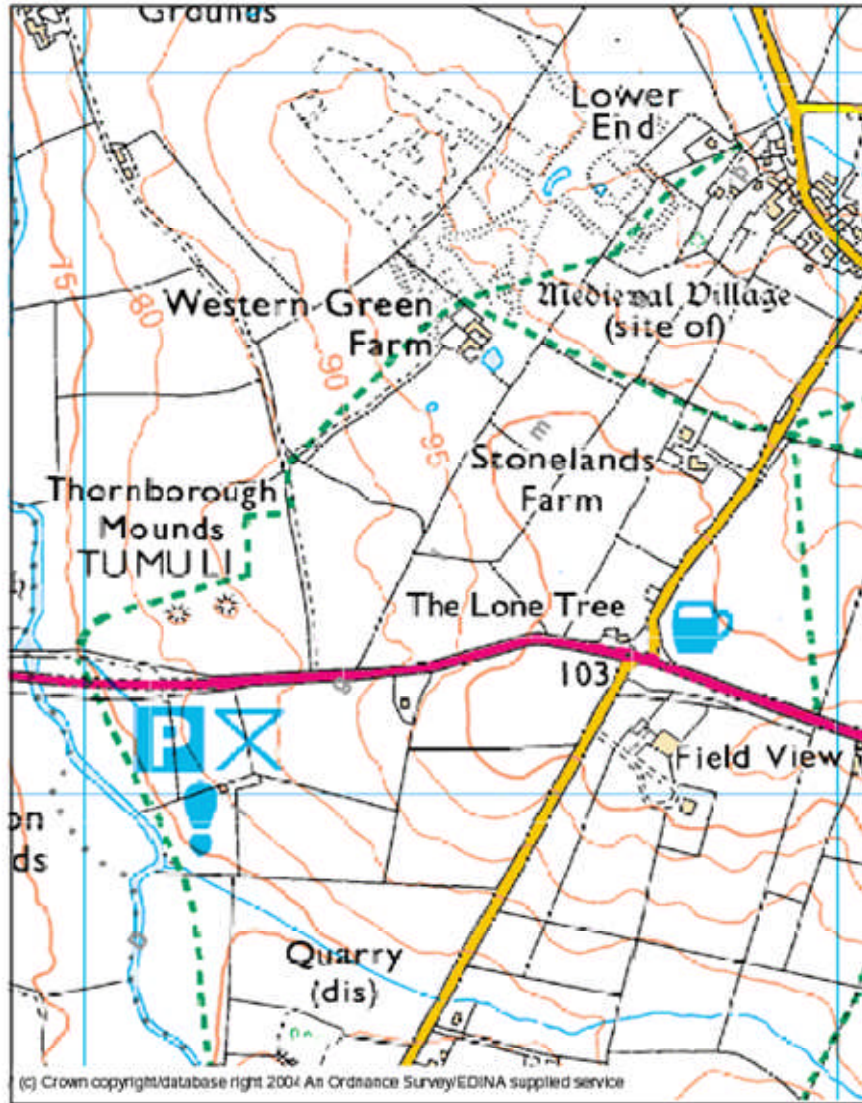 Grounds
Lower
End
75
80
Western Green
Farm
Medieval Village
(site of)
90
95
Stonelands
Farm
Thornborough
Mounds
TUMULI
The Lone Tree
103
P
Field View
on
ds
Quarry
(dis)
(c) Crown copyright/database right 2004 An Ordnance Survey/EDINA supplied service